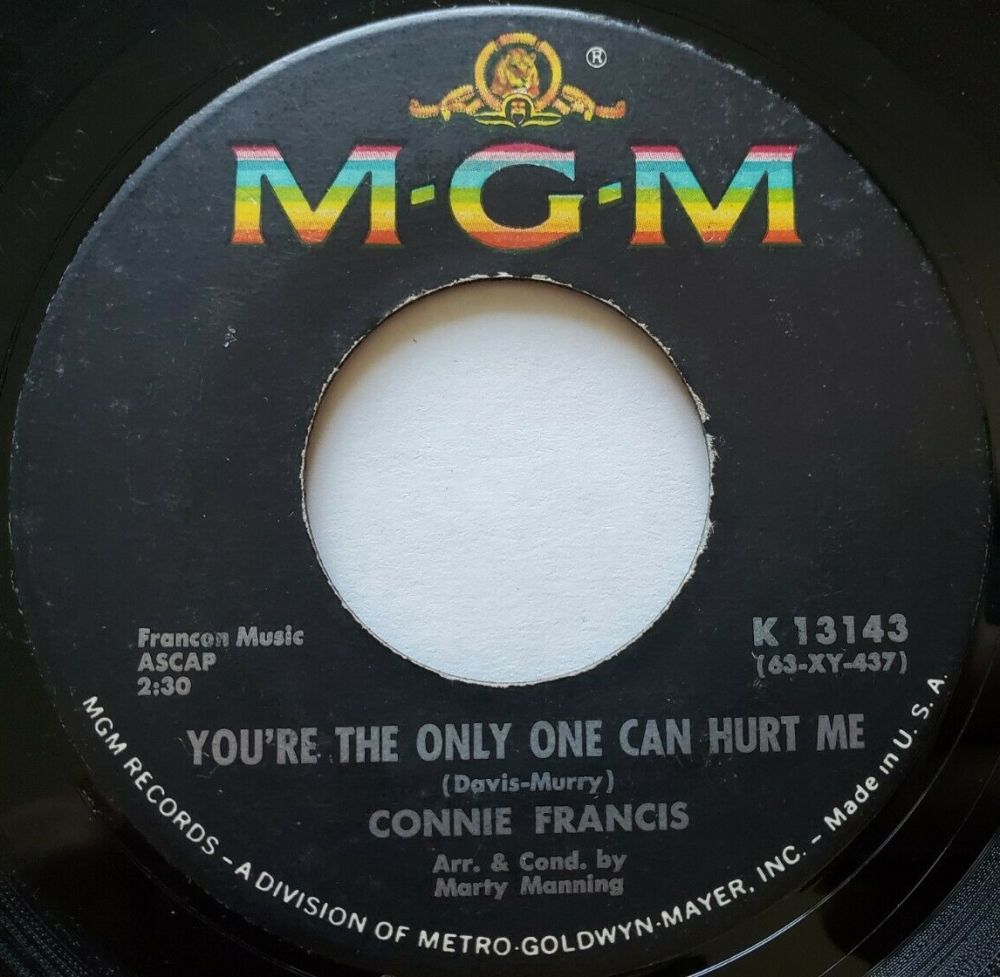 ®
M-G-M
Francon Music
ASCAP
2:30
K 13143
(63-XY-437)
YOU'RE THE ONLY ONE CAN HURT ME
(Davis-Murry)
CONNIE FRANCIS
Arr. & Cond. by
Marty Manning
MGM RECORDS - A DIVISION OF METRO-GOLDWYN-MAYER, INC. - Made in U. S. A.